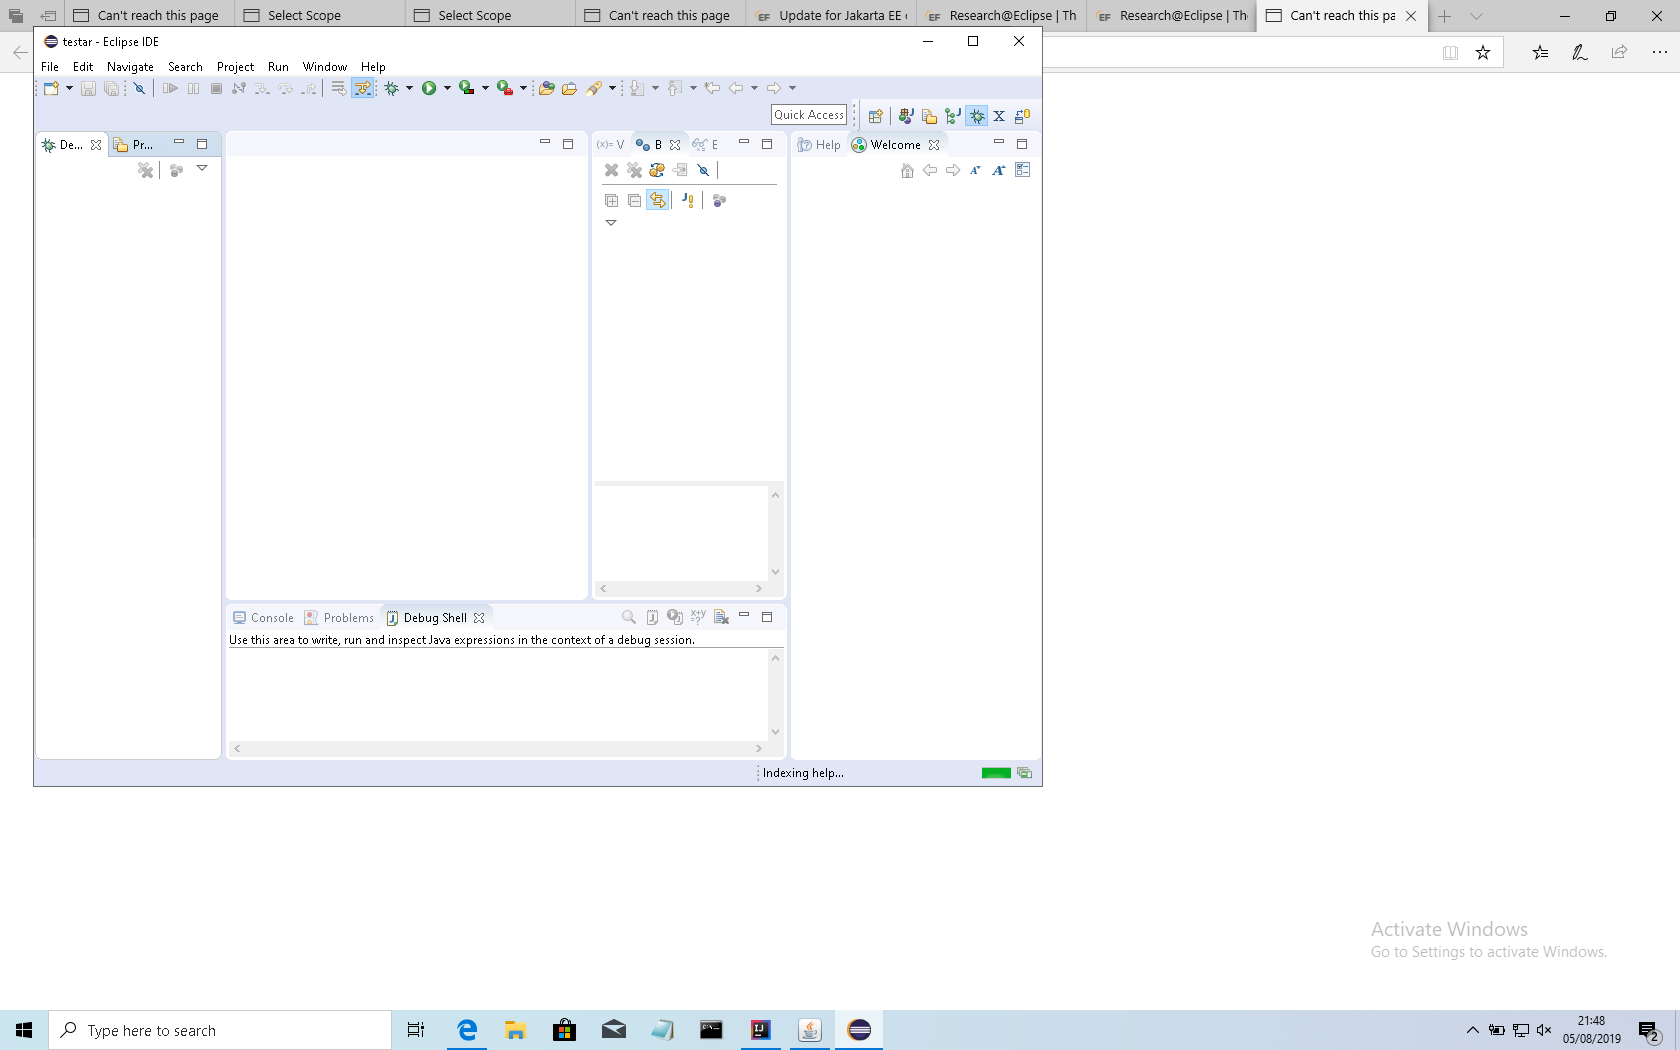 Can't reach this page
Select Scope
Select Scope
Can't reach this page
EF Update for Jakarta EE
EF Research@Eclipse | Th
EF Research@Eclipse | Th
Can't reach this pa
testar - Eclipse IDE
File Edit Navigate Search Project Run Window Help
Quick Access
De...
Pr...
(x)= V
B
E
Help
Welcome
Console
Problems
Debug Shell
Use this area to write, run and inspect Java expressions in the context of a debug session.
Indexing help...
Activate Windows
Go to Settings to activate Windows.
Type here to search
IJ
21:48
05/08/2019
2